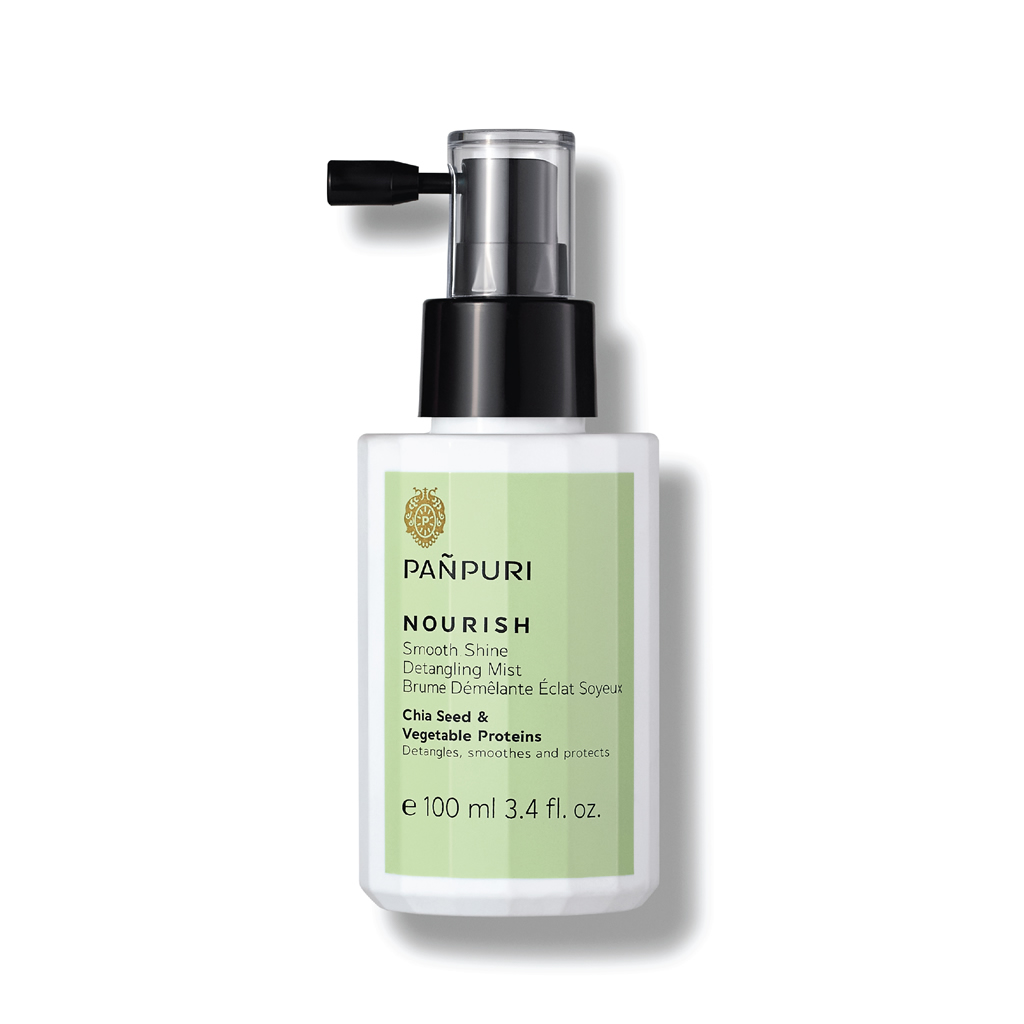 P
PAÑPURI
NOURISH
Smooth Shine
Detangling Mist
Brume Démêlante Éclat Soyeux
Chia Seed &
Vegetable Proteins
Detangles, smoothes and protects
℮ 100 ml 3.4 fl. oz.